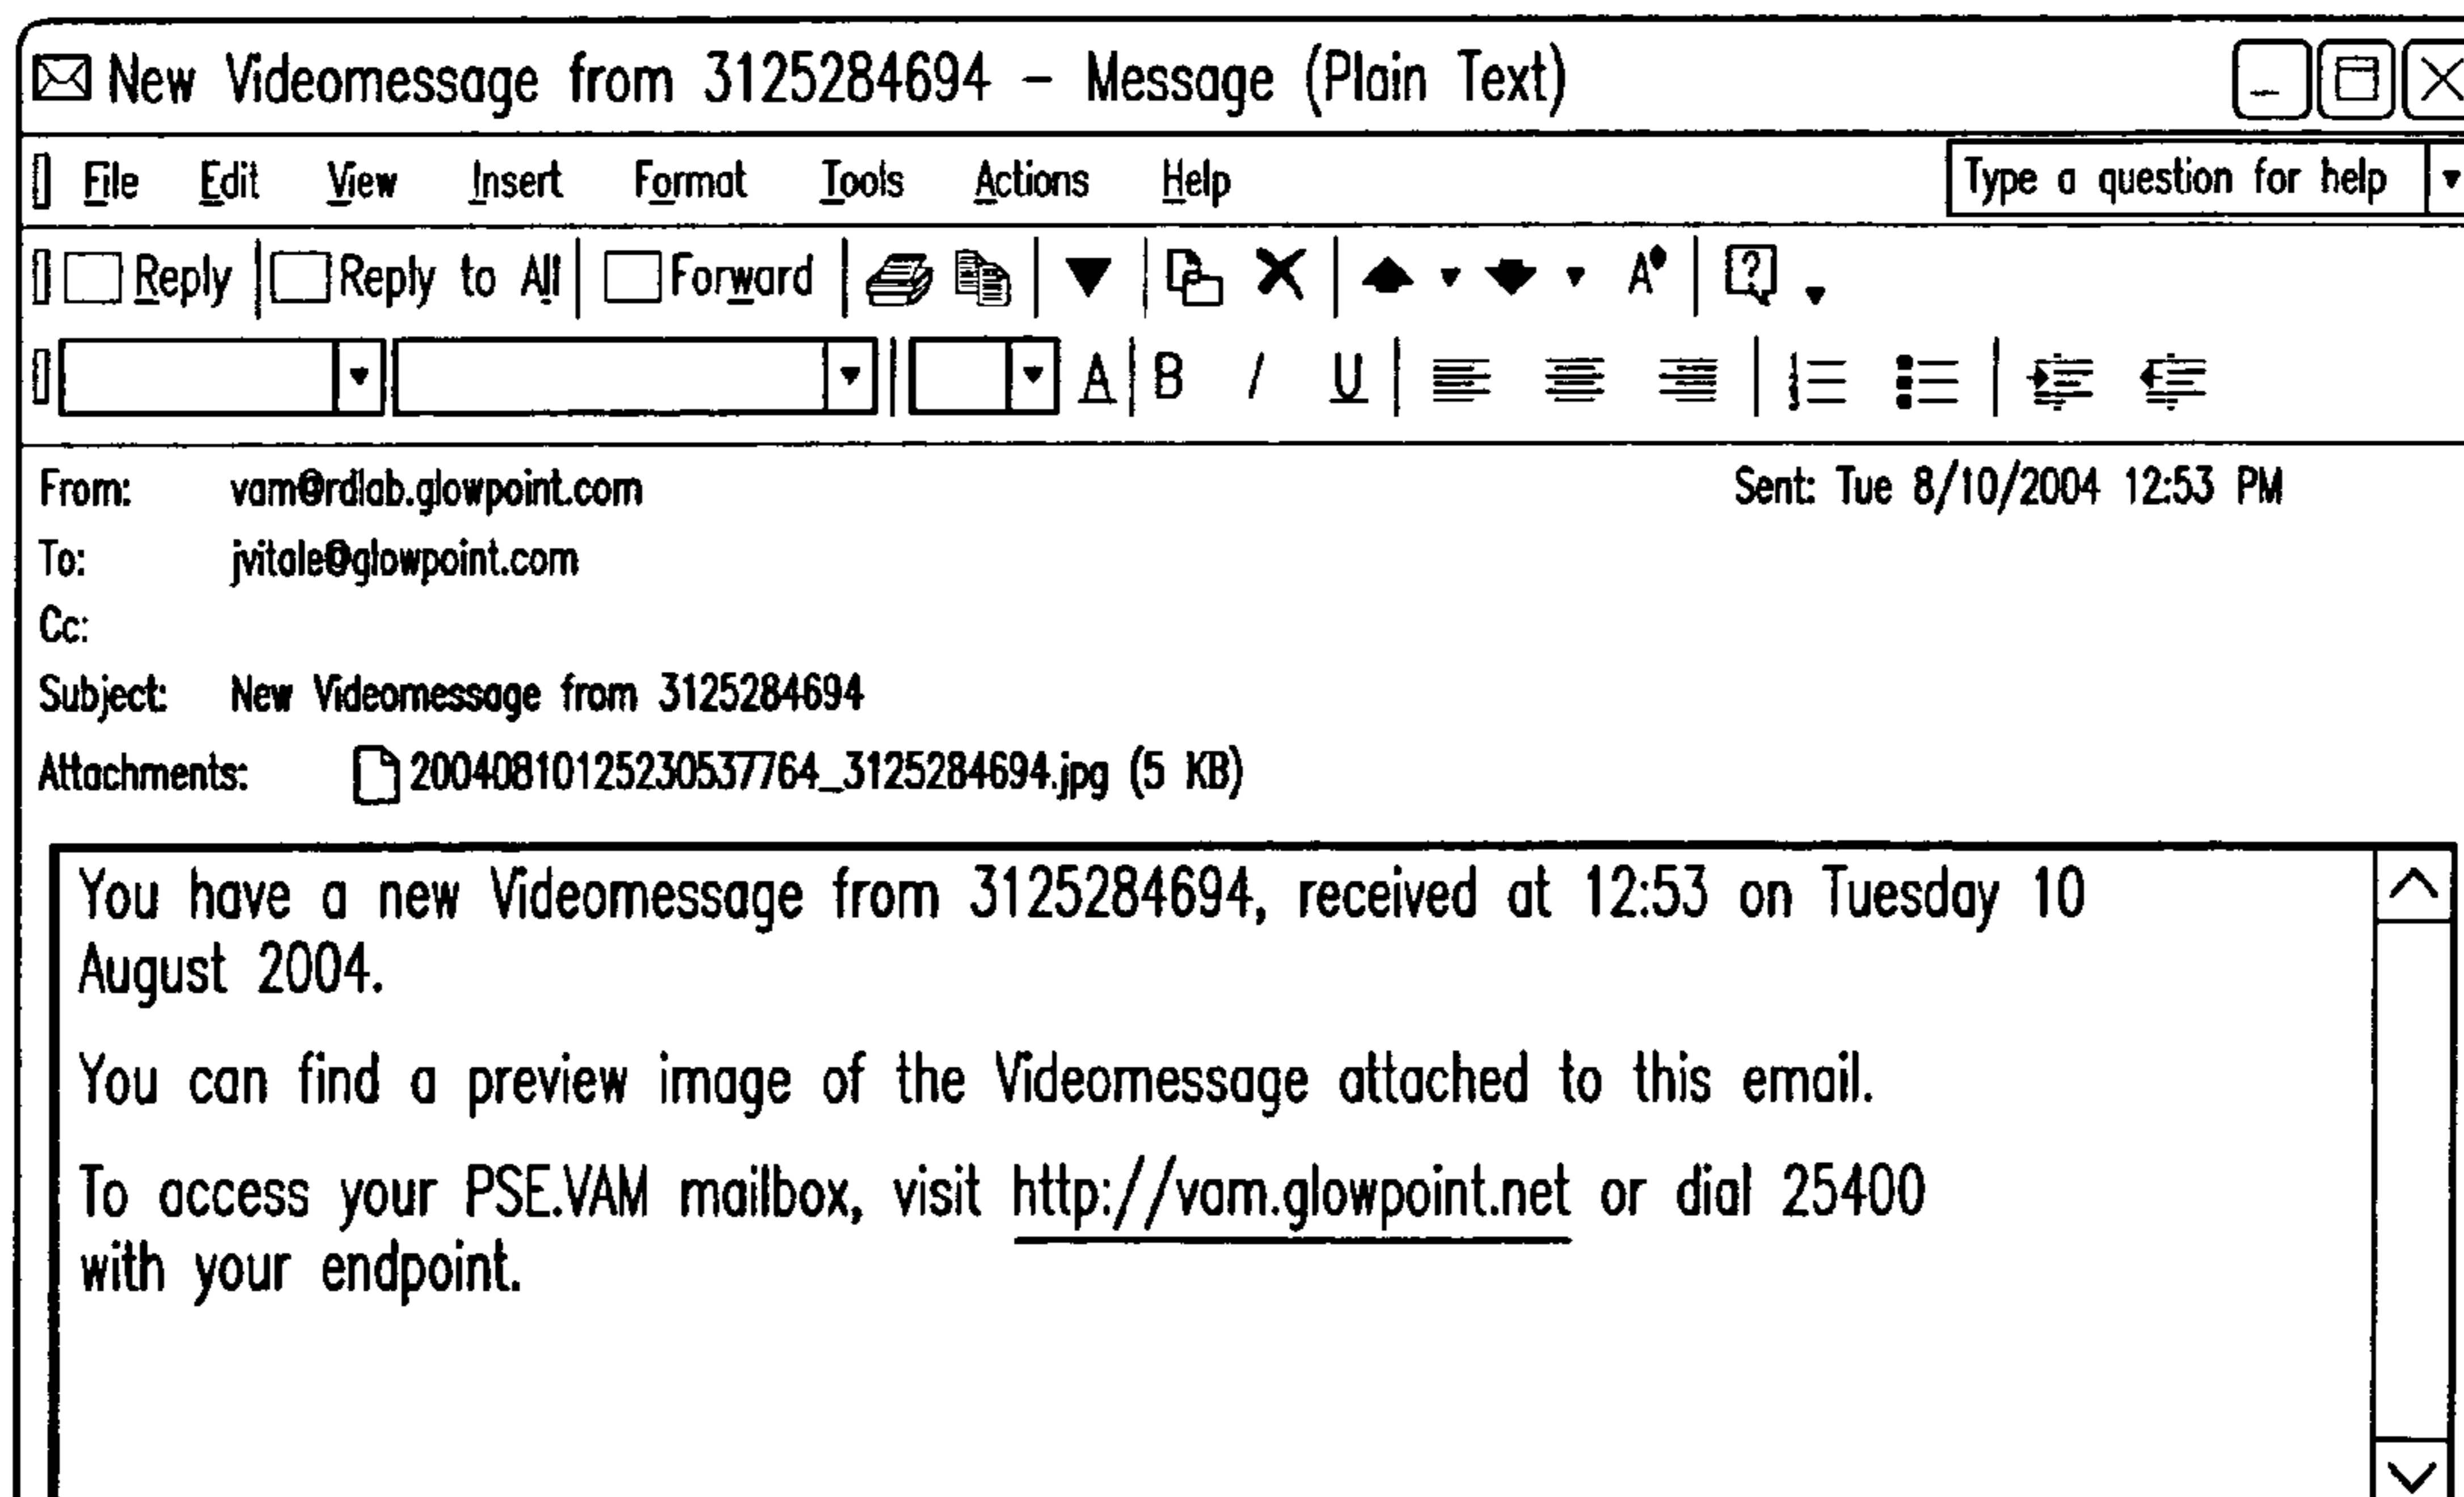 New Videomessage from 3125284694 – Message (Plain Text)
File Edit View Insert Format Tools Actions Help Type a question for help
Reply Reply to All Forward A ?
A B I U
From: vam@rdlab.glowpoint.com Sent: Tue 8/10/2004 12:53 PM
To: jvitale@glowpoint.com
Cc:
Subject: New Videomessage from 3125284694
Attachments: 20040810125230537764_3125284694.jpg (5 KB)
You have a new Videomessage from 3125284694, received at 12:53 on Tuesday 10
August 2004.
You can find a preview image of the Videomessage attached to this email.
To access your PSE.VAM mailbox, visit http://vam.glowpoint.net or dial 25400
with your endpoint.